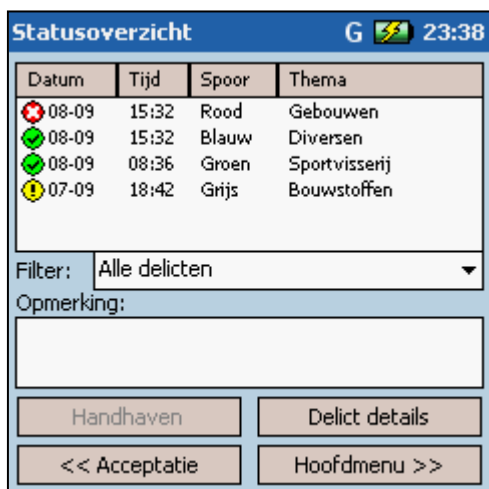 Statusoverzicht G 23:38
Datum Tijd Spoor Thema
08-09 15:32 Rood Gebouwen
08-09 15:32 Blauw Diversen
08-09 08:36 Groen Sportvisserij
07-09 18:42 Grijs Bouwstoffen
Filter: Alle delicten
Opmerking:
Handhaven Delict details
<< Acceptatie Hoofdmenu >>